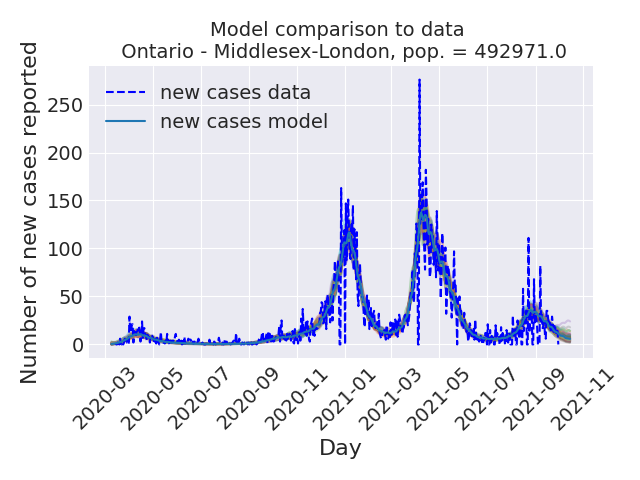 Model comparison to data
Ontario - Middlesex-London, pop. = 492971.0
Number of new cases reported
250
200
150
100
50
0
new cases data
new cases model
2020-03
2020-05
2020-07
2020-09
2020-11
2021-01
2021-03
2021-05
2021-07
2021-09
2021-11
Day